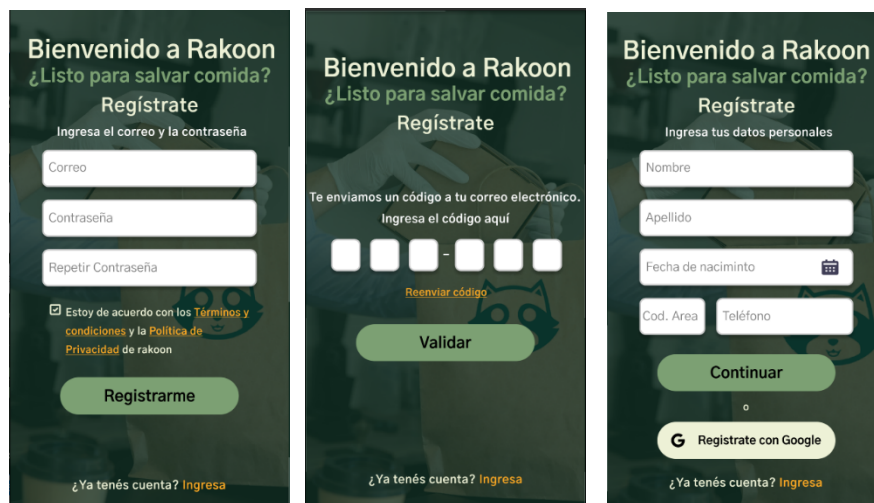 Bienvenido a Rakoon
¿Listo para salvar comida?
Regístrate
Ingresa el correo y la contraseña
Correo
Contraseña
Repetir Contraseña
Estoy de acuerdo con los Términos y
condiciones y la Política de
Privacidad de rakoon
Registrarme
¿Ya tenés cuenta? Ingresa
Bienvenido a Rakoon
¿Listo para salvar comida?
Regístrate
Te enviamos un código a tu correo electrónico.
Ingresa el código aquí
-
Reenviar código
Validar
¿Ya tenés cuenta? Ingresa
Bienvenido a Rakoon
¿Listo para salvar comida?
Regístrate
Ingresa tus datos personales
Nombre
Apellido
Fecha de naciminto
Cod. Area Teléfono
Continuar
o
G Registrate con Google
¿Ya tenés cuenta? Ingresa